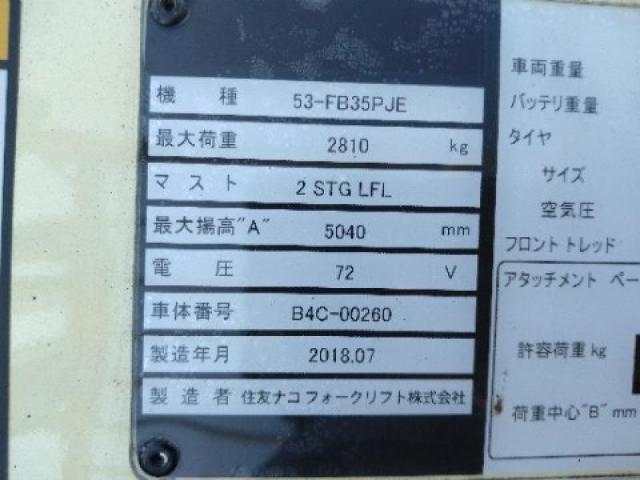 機 種 53-FB35PJE
最大荷重 2810 kg
マスト 2 STG LFL
最大揚高"A" 5040 mm
電 圧 72 V
車体番号 B4C-00260
製造年月 2018.07
製造者 住友ナコフォークリフト株式会社
車両重量
バッテリ重量
タイヤ
サイズ
空気圧
フロントトレッド
アタッチメント ベー
許容荷重 kg
荷重中心"B" mm